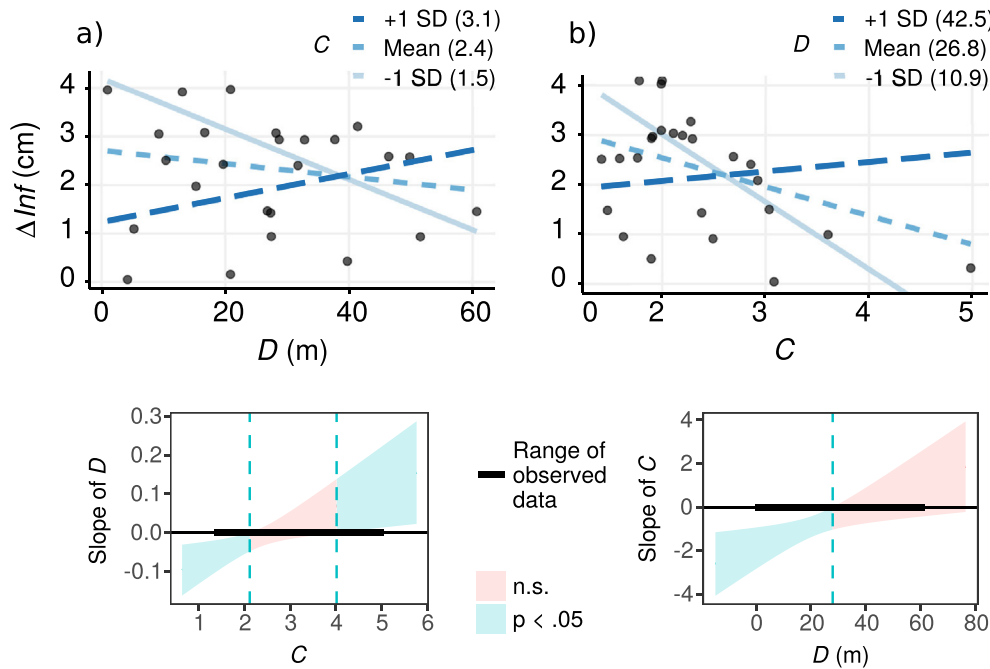 a)
C
+1 SD (3.1)
Mean (2.4)
-1 SD (1.5)
4
3
2
1
0
Δ Inf (cm)
0
20
40
60
D (m)
b)
D
+1 SD (42.5)
Mean (26.8)
-1 SD (10.9)
4
3
2
1
0
0
2
3
4
5
C
0.3
0.2
0.1
0.0
-0.1
Slope of D
1
2
3
4
5
6
C
Range of
observed
data
n.s.
p < .05
4
2
0
-2
-4
Slope of C
0
20
40
60
80
D (m)